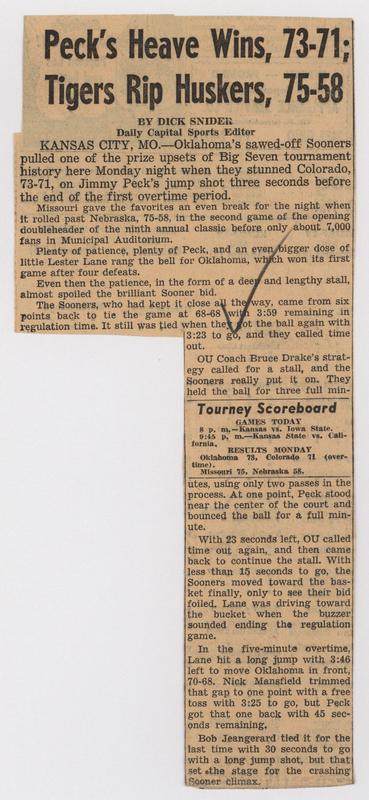 Peck's Heave Wins, 73-71;
Tigers Rip Huskers, 75-58
BY DICK SNIDER
Daily Capital Sports Editor
KANSAS CITY, MO.—Oklahoma's sawed-off Sooners
pulled one of the prize upsets of Big Seven tournament
history here Monday night when they stunned Colorado,
73-71, on Jimmy Peck's jump shot three seconds before
the end of the first overtime period.
Missouri gave the favorites an even break for the night when
it rolled past Nebraska, 75-58, in the second game of the opening
doubleheader of the ninth annual classic before only about 7,000
fans in Municipal Auditorium.
Plenty of patience, plenty of Peck, and an even bigger dose of
little Lester Lane rang the bell for Oklahoma, which won its first
game after four defeats.
Even then the patience, in the form of a deep and lengthy stall,
almost spoiled the brilliant Sooner bid.
The Sooners, who had kept it close all the way, came from six
points back to tie the game at 68-68 with 3:59 remaining in
regulation time. It still was tied when they got the ball again with
3:23 to go, and they called time
out.
OU Coach Bruce Drake's strat-
egy called for a stall, and the
Sooners really put it on. They
held the ball for three full min-
Tourney Scoreboard
GAMES TODAY
8 p. m.—Kansas vs. Iowa State.
9:45 p. m.—Kansas State vs. Cali-
fornia.
RESULTS MONDAY
Oklahoma 73, Colorado 71 (over-
time).
Missouri 75, Nebraska 58.
utes, using only two passes in the
process. At one point, Peck stood
near the center of the court and
bounced the ball for a full min-
ute.
With 23 seconds left, OU called
time out again, and then came
back to continue the stall. With
less than 15 seconds to go, the
Sooners moved toward the bas-
ket finally, only to see their bid
foiled. Lane was driving toward
the bucket when the buzzer
sounded ending the regulation
game.
In the five-minute overtime,
Lane hit a long jump with 3:46
left to move Oklahoma in front,
70-68. Nick Mansfield trimmed
that gap to one point with a free
toss with 3:25 to go, but Peck
got that one back with 45 sec-
onds remaining.
Bob Jeangerard tied it for the
last time with 30 seconds to go
with a long jump shot, but that
set the stage for the crashing
Sooner climax.